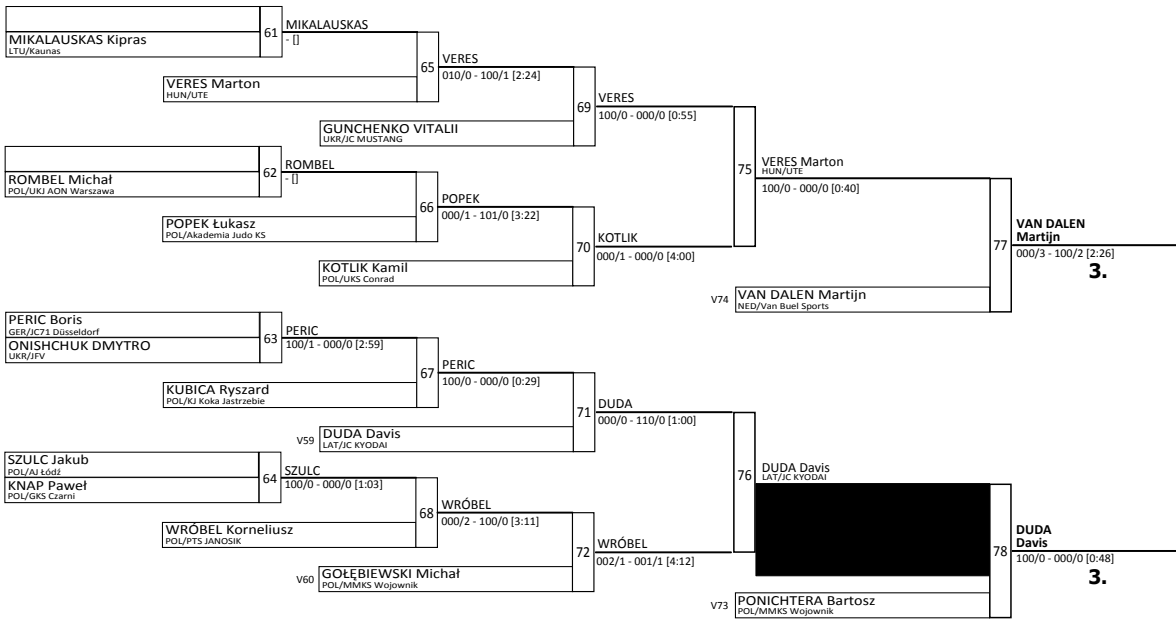 61
MIKALAUSKAS Kipras
LTU/Kaunas
MIKALAUSKAS
- []
65
VERES Marton
HUN/UTE
VERES
010/0 - 100/1 [2:24]
69
GUNCHENKO VITALII
UKR/JC MUSTANG
VERES
100/0 - 000/0 [0:55]
62
ROMBEL Michał
POL/UKJ AON Warszawa
ROMBEL
- []
66
POPEK Łukasz
POL/Akademia Judo KS
POPEK
000/1 - 101/0 [3:22]
70
KOTLIK Kamil
POL/UKS Conrad
KOTLIK
000/1 - 000/0 [4:00]
75
VERES Marton
HUN/UTE
100/0 - 000/0 [0:40]
77
V74
VAN DALEN Martijn
NED/Van Buel Sports
VAN DALEN
Martijn
000/3 - 100/2 [2:26]
3.
PERIC Boris
GER/JC71 Düsseldorf
63
ONISHCHUK DMYTRO
UKR/JFV
PERIC
100/1 - 000/0 [2:59]
67
KUBICA Ryszard
POL/KJ Koka Jastrzebie
PERIC
100/0 - 000/0 [0:29]
71
V59
DUDA Davis
LAT/JC KYODAI
DUDA
000/0 - 110/0 [1:00]
SZULC Jakub
POL/AJ Łódź
64
KNAP Paweł
POL/GKS Czarni
SZULC
100/0 - 000/0 [1:03]
68
WRÓBEL Korneliusz
POL/PTS JANOSIK
WRÓBEL
000/2 - 100/0 [3:11]
72
V60
GOŁĘBIEWSKI Michał
POL/MMKS Wojownik
WRÓBEL
002/1 - 001/1 [4:12]
76
DUDA Davis
LAT/JC KYODAI
78
V73
PONICHTERA Bartosz
POL/MMKS Wojownik
DUDA
Davis
100/0 - 000/0 [0:48]
3.